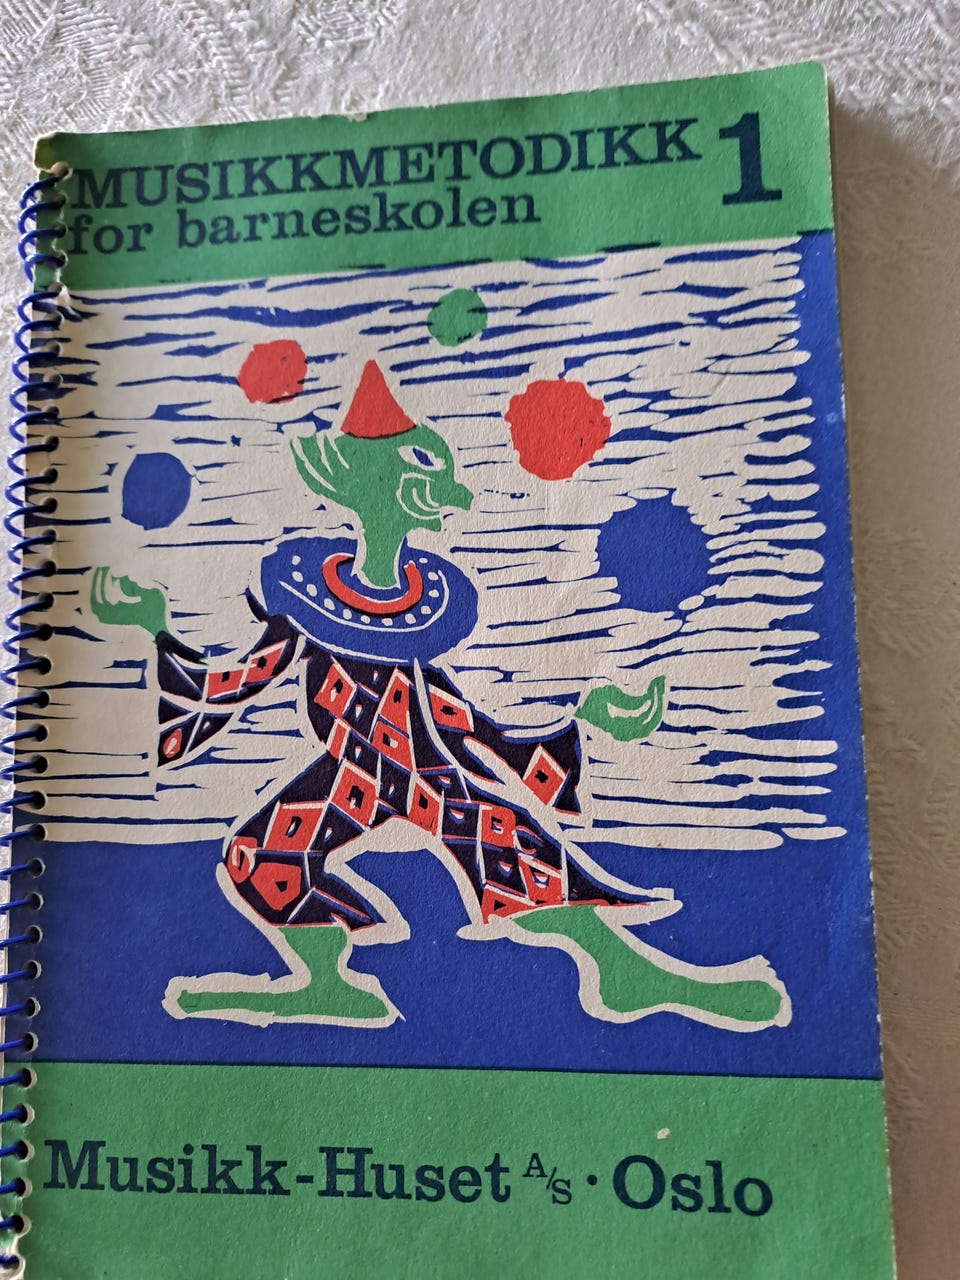 MUSIKKMETODIKK 1
for barneskolen
Musikk-Huset A/S · Oslo